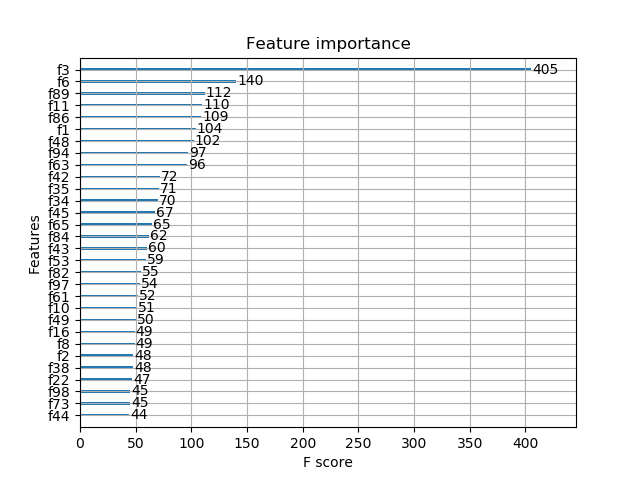 Feature importance
f3 405
f6 140
f89 112
f11 110
f86 109
f1 104
f48 102
f94 97
f63 96
f42 72
f35 71
f34 70
f45 67
f65 65
f84 62
f43 60
f53 59
f82 55
f97 54
f61 52
f10 51
f49 50
f16 49
f8 49
f2 48
f38 48
f22 47
f98 45
f73 45
f44 44
Features
0 50 100 150 200 250 300 350 400
F score